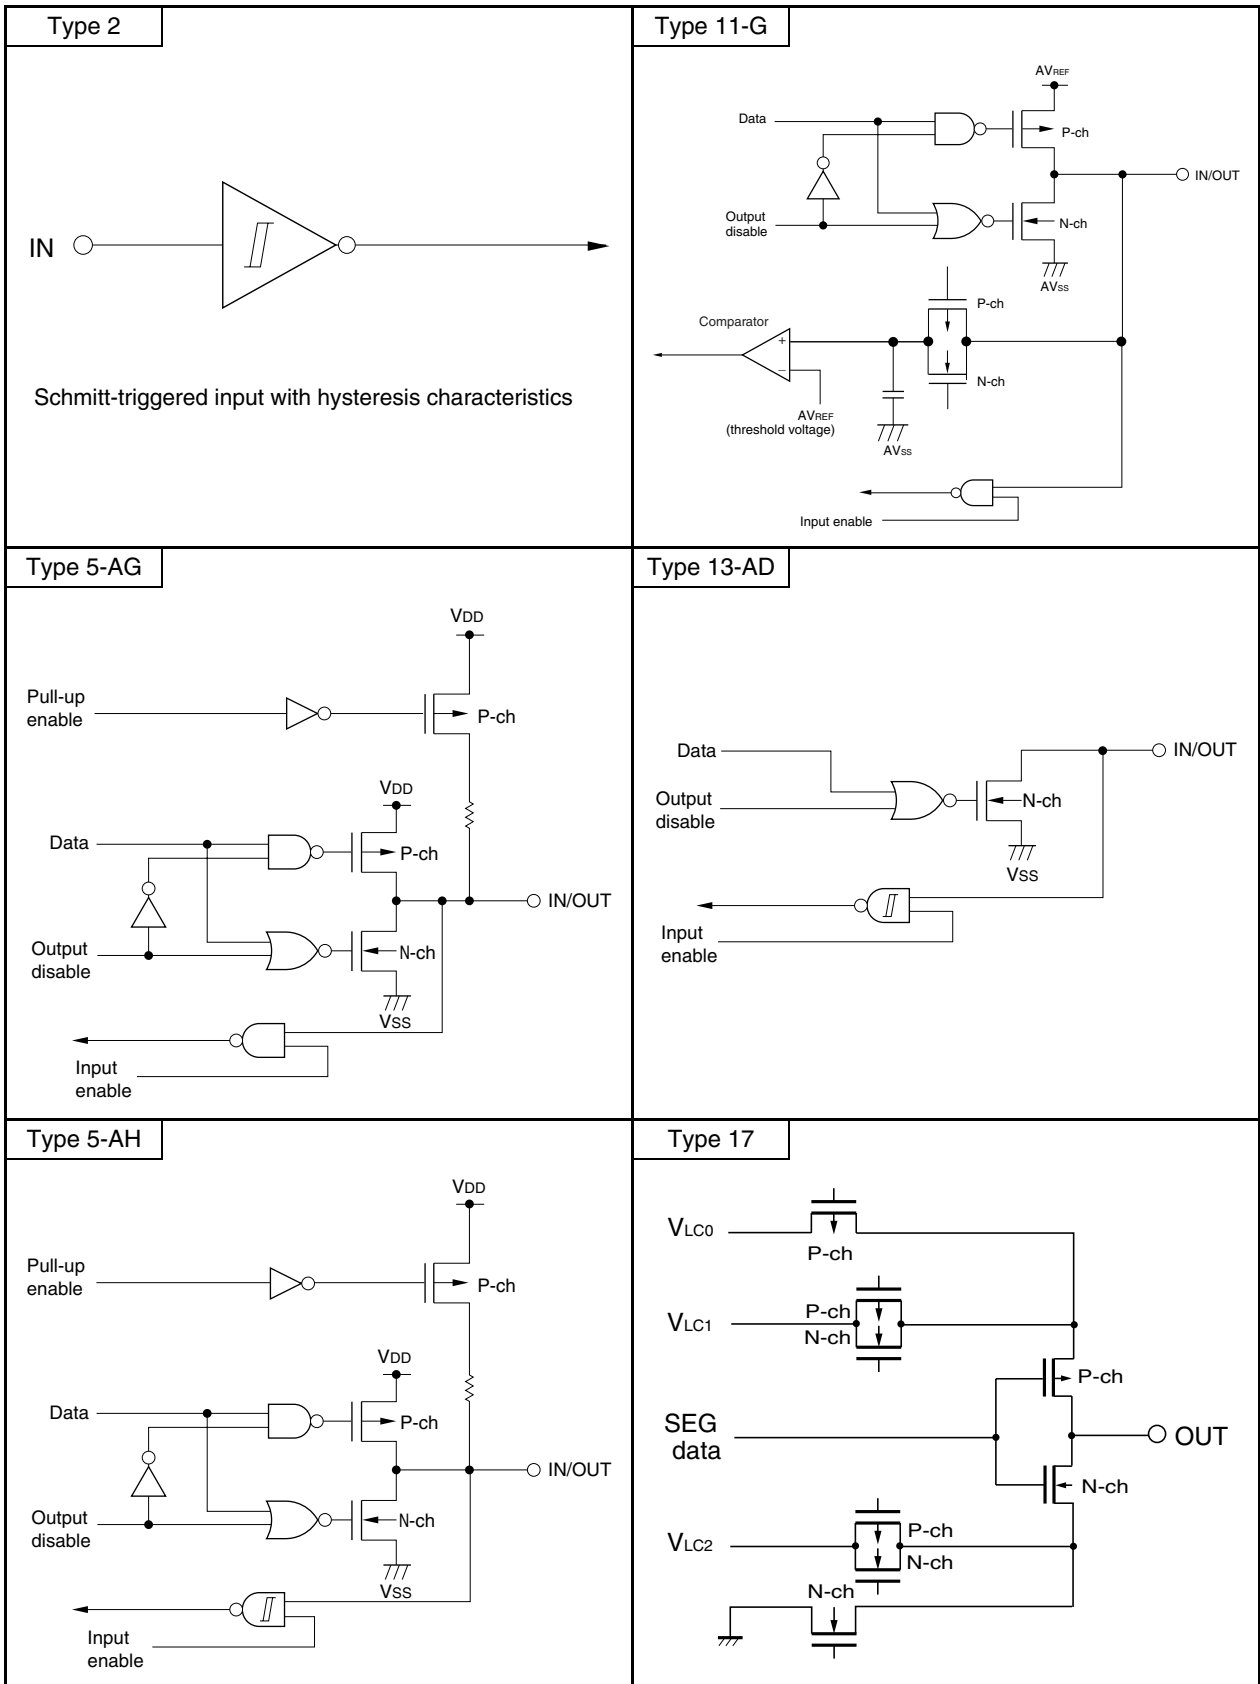 Type 2
IN
Schmitt-triggered input with hysteresis characteristics
Type 11-G
AVREF
Data
P-ch
IN/OUT
Output
disable
N-ch
AVSS
P-ch
Comparator
+
–
N-ch
AVREF
(threshold voltage)
AVSS
Input enable
Type 5-AG
VDD
Pull-up
enable
P-ch
VDD
Data
P-ch
IN/OUT
Output
disable
N-ch
VSS
Input
enable
Type 13-AD
Data
IN/OUT
Output
disable
N-ch
VSS
Input
enable
Type 5-AH
VDD
Pull-up
enable
P-ch
VDD
Data
P-ch
IN/OUT
Output
disable
N-ch
VSS
Input
enable
Type 17
VLC0
P-ch
VLC1
P-ch
N-ch
P-ch
SEG
data
OUT
N-ch
VLC2
P-ch
N-ch
N-ch